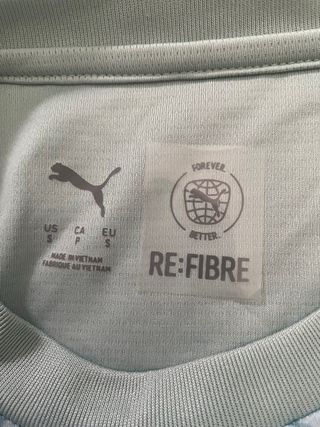 US CA EU
S P S
MADE IN VIETNAM
FABRIQUÉ AU VIETNAM
FOREVER.
BETTER.
RE:FIBRE